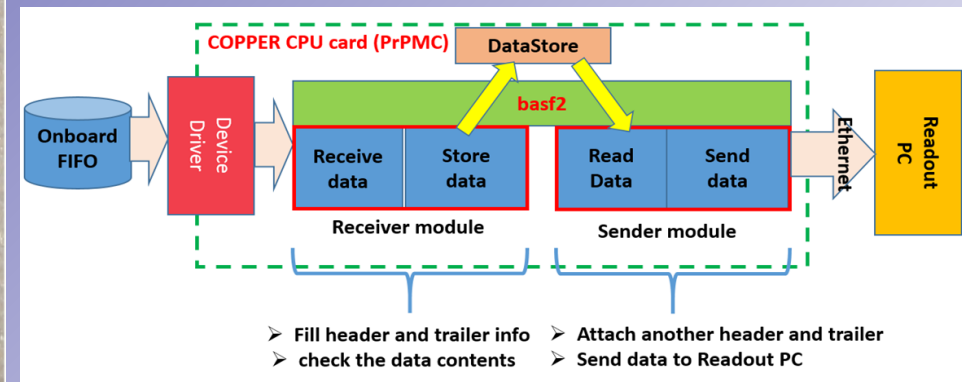 COPPER CPU card (PrPMC)
DataStore
basf2
Onboard
FIFO
Device
Driver
Receive
data
Store
data
Read
Data
Send
data
Ethernet
Readout
PC
Receiver module
Sender module
➢ Fill header and trailer info
➢ check the data contents
➢ Attach another header and trailer
➢ Send data to Readout PC